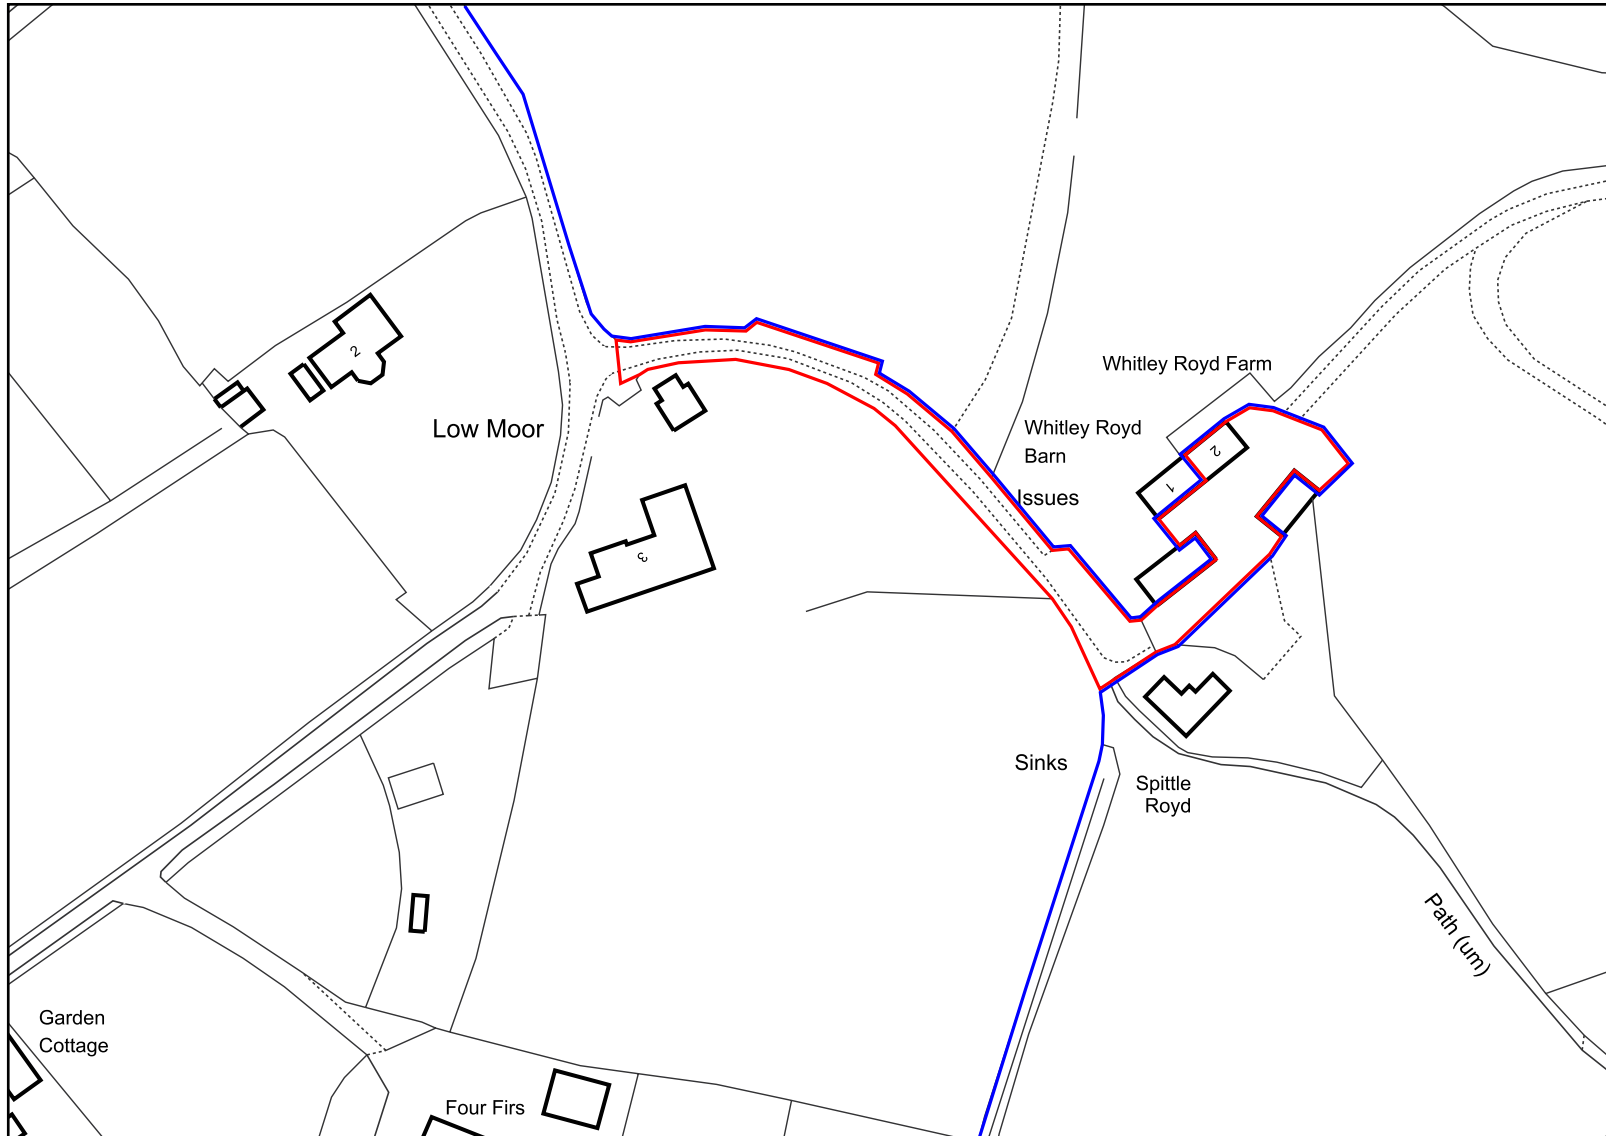 Whitley Royd Farm
2
Low Moor
Whitley Royd
Barn
2
1
Issues
3
Sinks
Spittle
Royd
Path (um)
Garden
Cottage
Four Firs